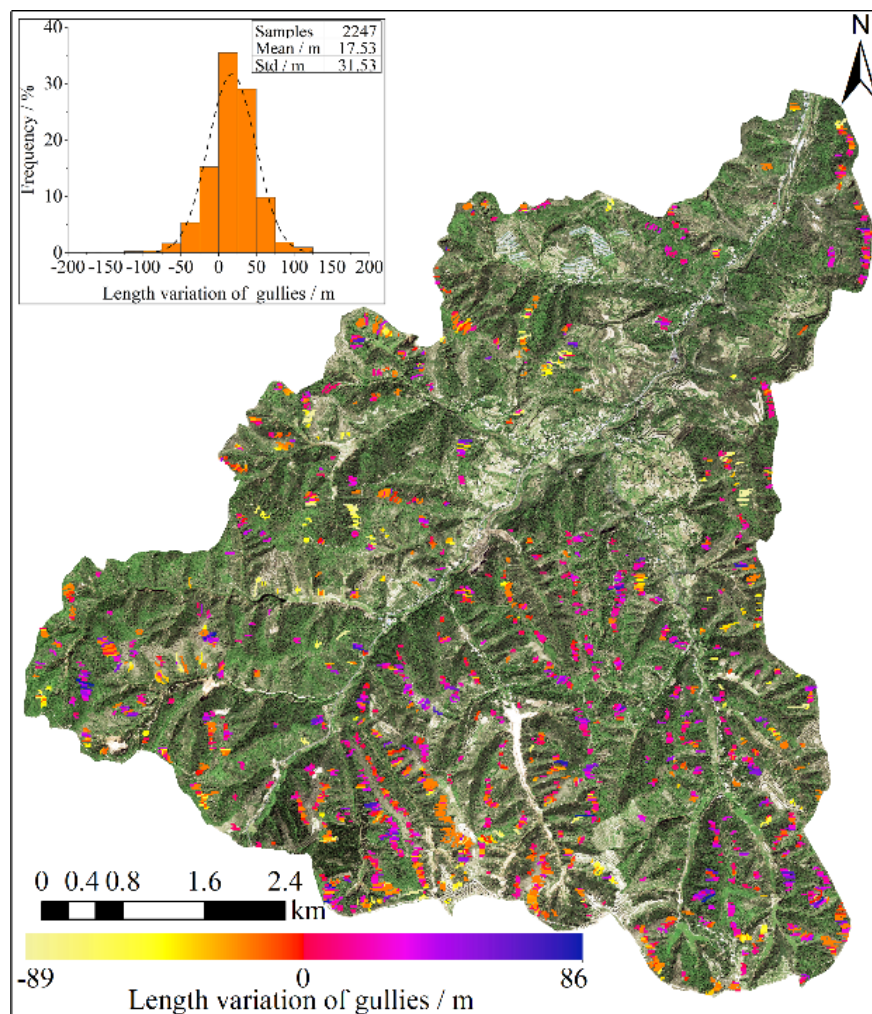 N
Samples 2247
Mean / m 17.53
Std / m 31.53
Frequency / %
40
30
20
10
0
-200 -150 -100 -50 0 50 100 150 200
Length variation of gullies / m
0 0.4 0.8 1.6 2.4
km
-89 0 86
Length variation of gullies / m